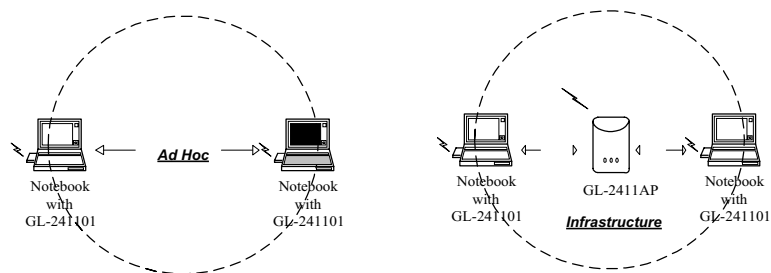 Ad Hoc
Notebook
with
GL-241101
Notebook
with
GL-241101
Notebook
with
GL-241101
GL-2411AP
Infrastructure
Notebook
with
GL-241101